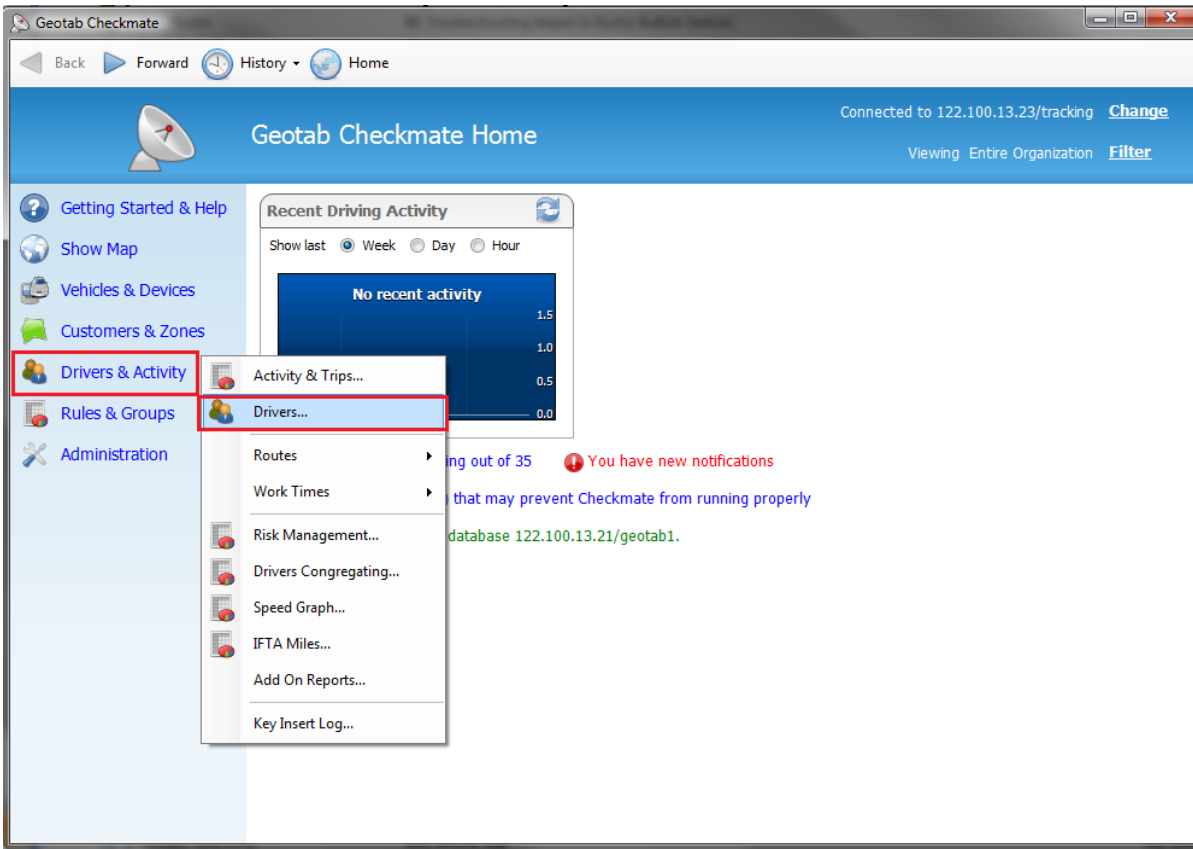 Geotab Checkmate
Back Forward History Home
Geotab Checkmate Home
Connected to 122.100.13.23/tracking Change
Viewing Entire Organization Filter
Getting Started & Help
Show Map
Vehicles & Devices
Customers & Zones
Drivers & Activity
Rules & Groups
Administration
Recent Driving Activity
Show last Week Day Hour
No recent activity
1.5
1.0
0.5
0.0
Activity & Trips...
Drivers...
Routes
Work Times
Risk Management...
Drivers Congregating...
Speed Graph...
IFTA Miles...
Add On Reports...
Key Insert Log...
out of 35 You have new notifications
that may prevent Checkmate from running properly
database 122.100.13.21/geotab1.